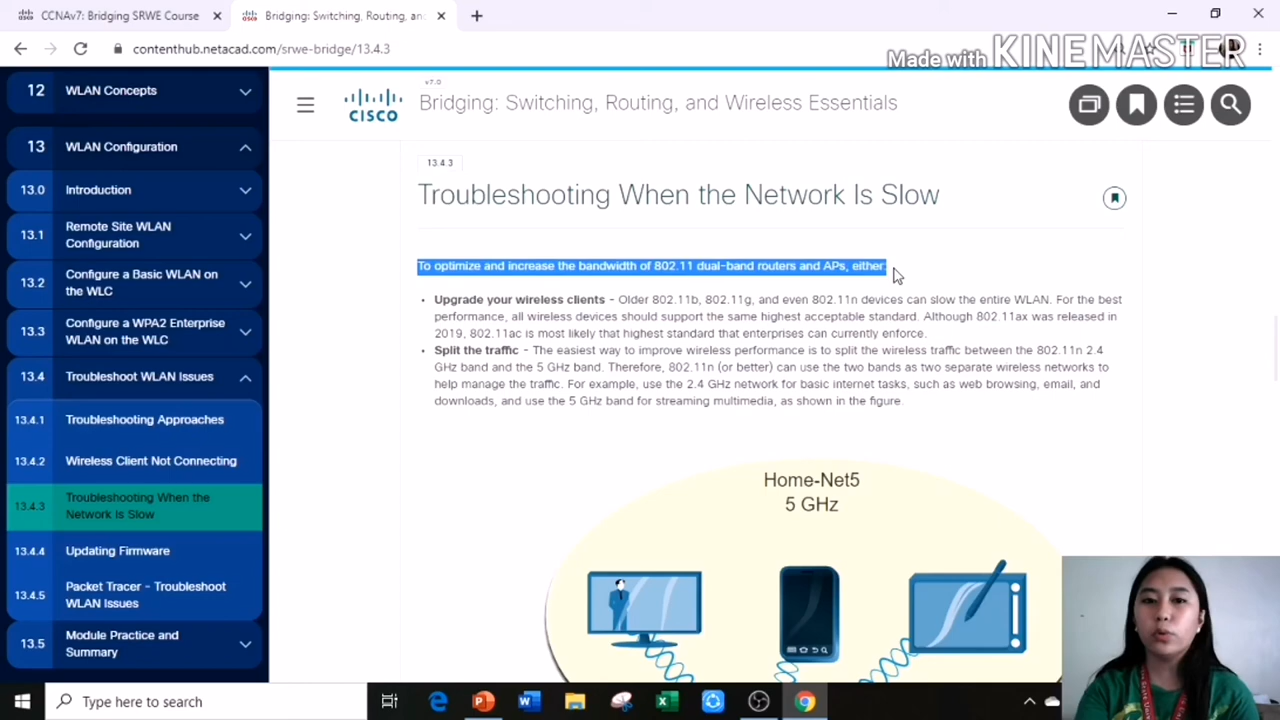 CCNAv7: Bridging SRWE Course
Bridging: Switching, Routing, and
contenthub.netacad.com/srwe-bridge/13.4.3
Made with KINEMASTER
12 WLAN Concepts
13 WLAN Configuration
13.0 Introduction
13.1 Remote Site WLAN
Configuration
13.2 Configure a Basic WLAN on
the WLC
13.3 Configure a WPA2 Enterprise
WLAN on the WLC
13.4 Troubleshoot WLAN Issues
13.4.1 Troubleshooting Approaches
13.4.2 Wireless Client Not Connecting
13.4.3 Troubleshooting When the
Network Is Slow
13.4.4 Updating Firmware
13.4.5 Packet Tracer - Troubleshoot
WLAN Issues
13.5 Module Practice and
Summary
CISCO
v7.0
Bridging: Switching, Routing, and Wireless Essentials
13.4.3
Troubleshooting When the Network Is Slow
To optimize and increase the bandwidth of 802.11 dual-band routers and APs, either:
• Upgrade your wireless clients - Older 802.11b, 802.11g, and even 802.11n devices can slow the entire WLAN. For the best
performance, all wireless devices should support the same highest acceptable standard. Although 802.11ax was released in
2019, 802.11ac is most likely that highest standard that enterprises can currently enforce.
• Split the traffic - The easiest way to improve wireless performance is to split the wireless traffic between the 802.11n 2.4
GHz band and the 5 GHz band. Therefore, 802.11n (or better) can use the two bands as two separate wireless networks to
help manage the traffic. For example, use the 2.4 GHz network for basic internet tasks, such as web browsing, email, and
downloads, and use the 5 GHz band for streaming multimedia, as shown in the figure.
Home-Net5
5 GHz
Type here to search